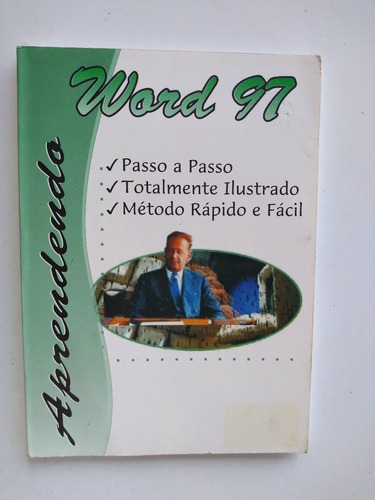 Word 97
Aprendendo
✓ Passo a Passo
✓ Totalmente Ilustrado
✓ Método Rápido e Fácil